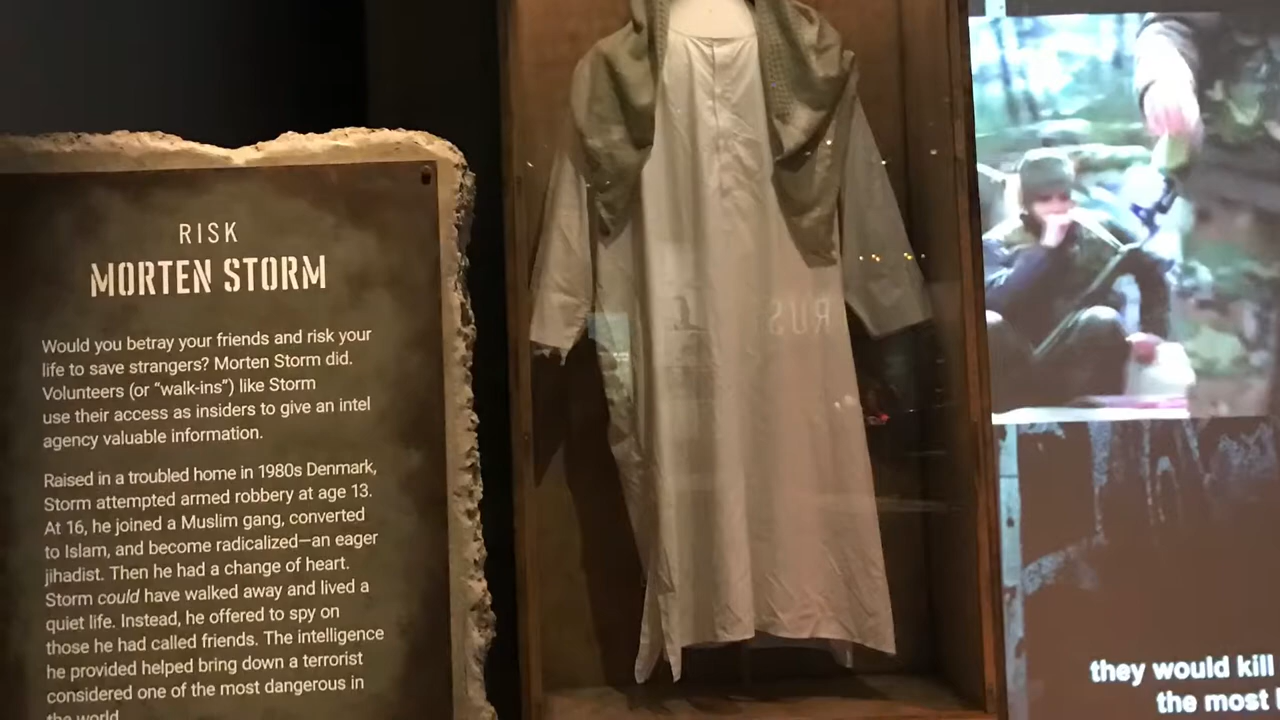 RISK
MORTEN STORM
Would you betray your friends and risk your
life to save strangers? Morten Storm did.
Volunteers (or “walk-ins”) like Storm
use their access as insiders to give an intel
agency valuable information.
Raised in a troubled home in 1980s Denmark,
Storm attempted armed robbery at age 13.
At 16, he joined a Muslim gang, converted
to Islam, and become radicalized—an eager
jihadist. Then he had a change of heart.
Storm could have walked away and lived a
quiet life. Instead, he offered to spy on
those he had called friends. The intelligence
he provided helped bring down a terrorist
considered one of the most dangerous in
the world
they would kill
the most